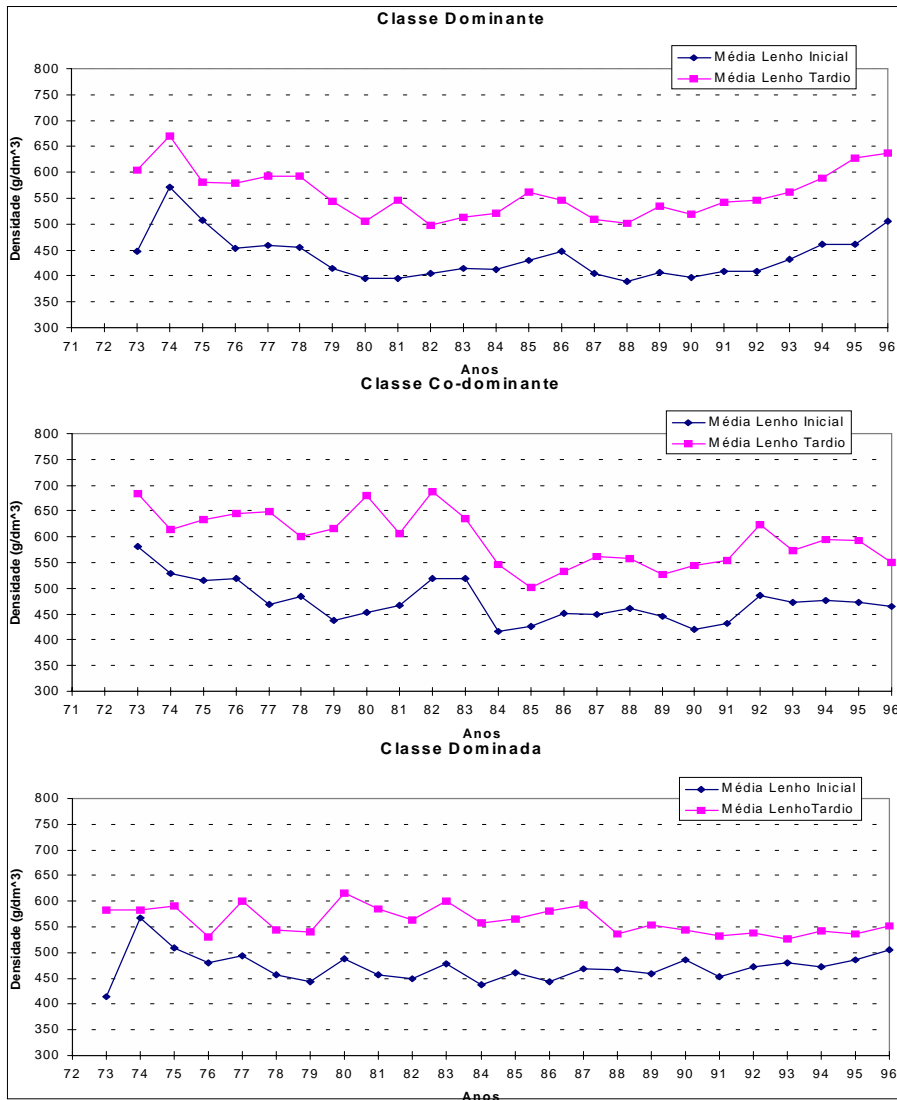 Classe Dominante
Média Lenho Inicial
Média Lenho Tardio
Densidade (g/dm^3)
800
750
700
650
600
550
500
450
400
350
300
71 72 73 74 75 76 77 78 79 80 81 82 83 84 85 86 87 88 89 90 91 92 93 94 95 96
Anos
Classe Co-dominante
Média Lenho Inicial
Média Lenho Tardio
Densidade (g/dm^3)
800
750
700
650
600
550
500
450
400
350
300
71 72 73 74 75 76 77 78 79 80 81 82 83 84 85 86 87 88 89 90 91 92 93 94 95 96
Anos
Classe Dominada
Média Lenho Inicial
Média LenhoTardio
Densidade (g/dm^3)
800
750
700
650
600
550
500
450
400
350
300
72 73 74 75 76 77 78 79 80 81 82 83 84 85 86 87 88 89 90 91 92 93 94 95 96
Anos